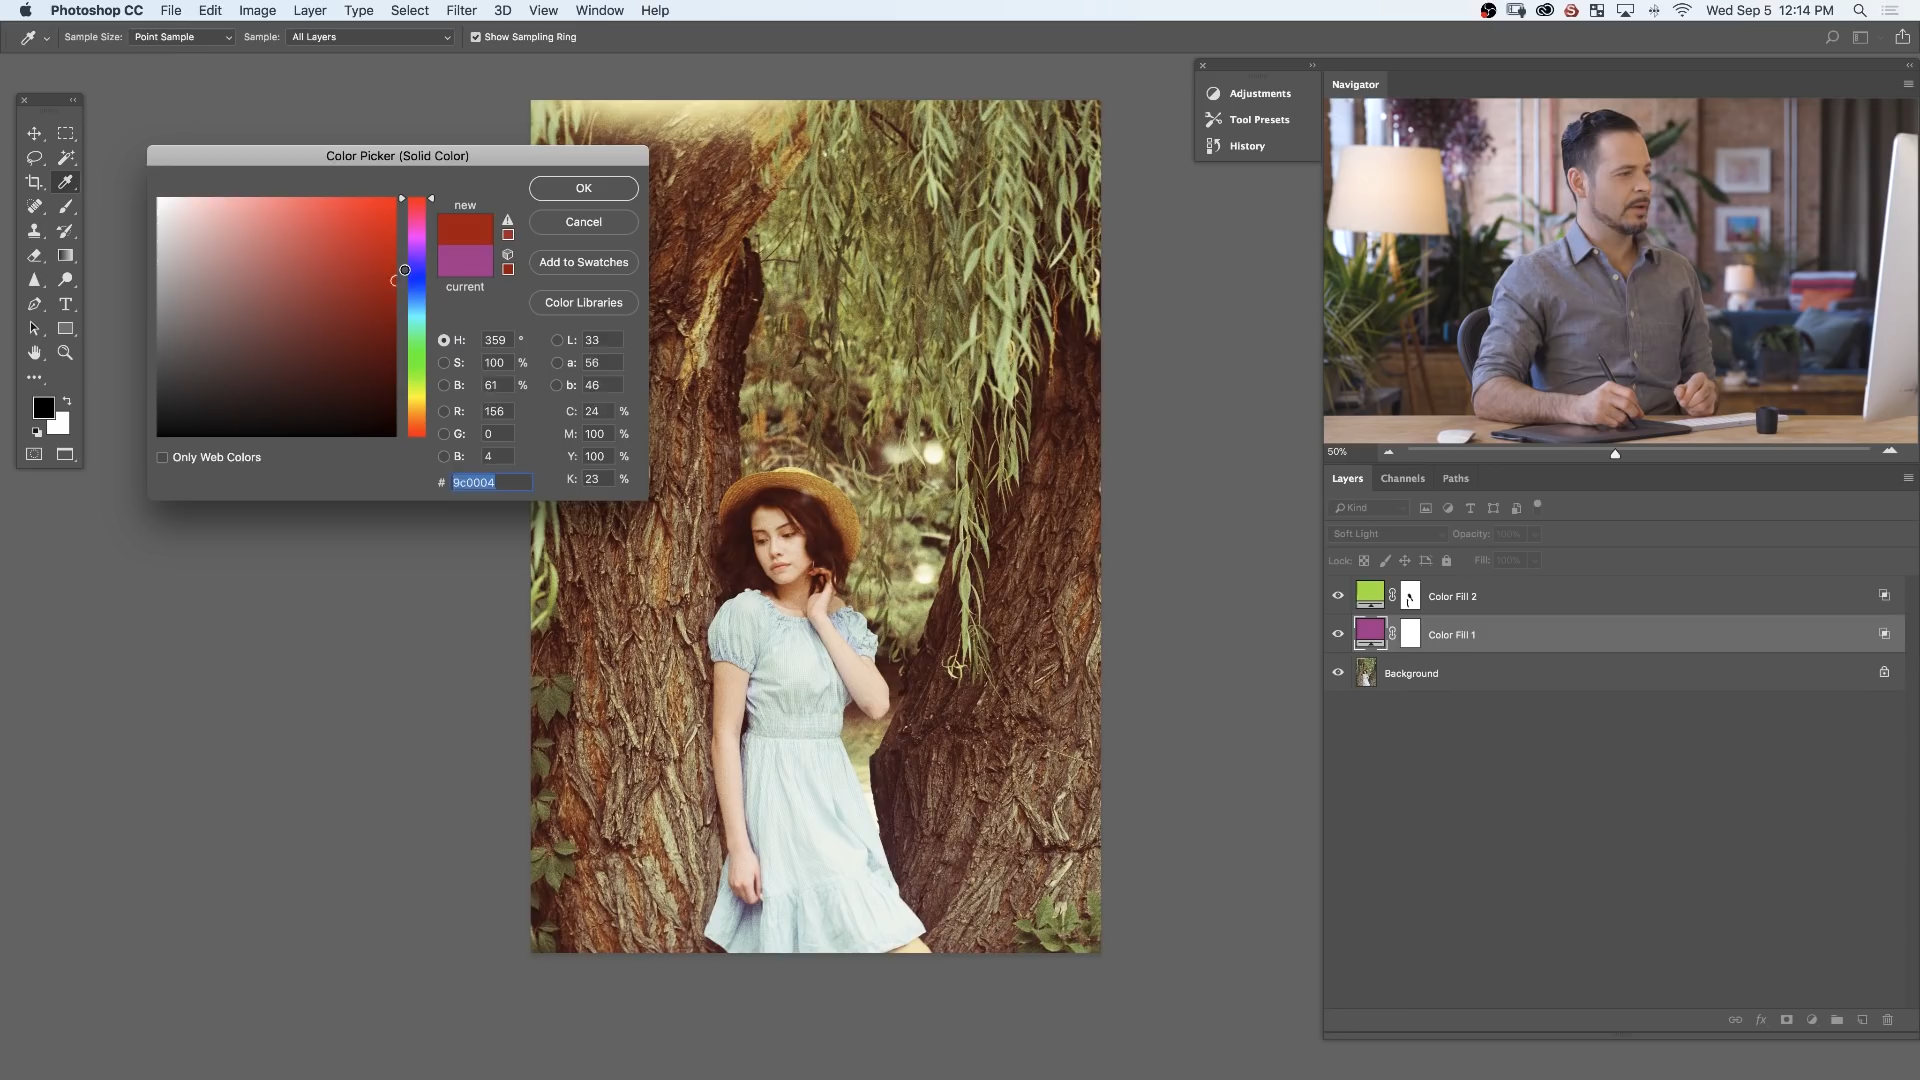 Photoshop CC File Edit Image Layer Type Select Filter 3D View Window Help Wed Sep 5 12:14 PM
Sample Size: Point Sample Sample: All Layers Show Sampling Ring
Color Picker (Solid Color)
new
current
OK
Cancel
Add to Swatches
Color Libraries
H: 359 ° L: 33
S: 100 % a: 56
B: 61 % b: 46
R: 156 C: 24 %
G: 0 M: 100 %
B: 4 Y: 100 %
# 9c0004 K: 23 %
Only Web Colors
Adjustments
Tool Presets
History
Navigator
50%
Layers Channels Paths
Kind
Soft Light Opacity: 100%
Lock: Fill: 100%
Color Fill 2
Color Fill 1
Background
fx